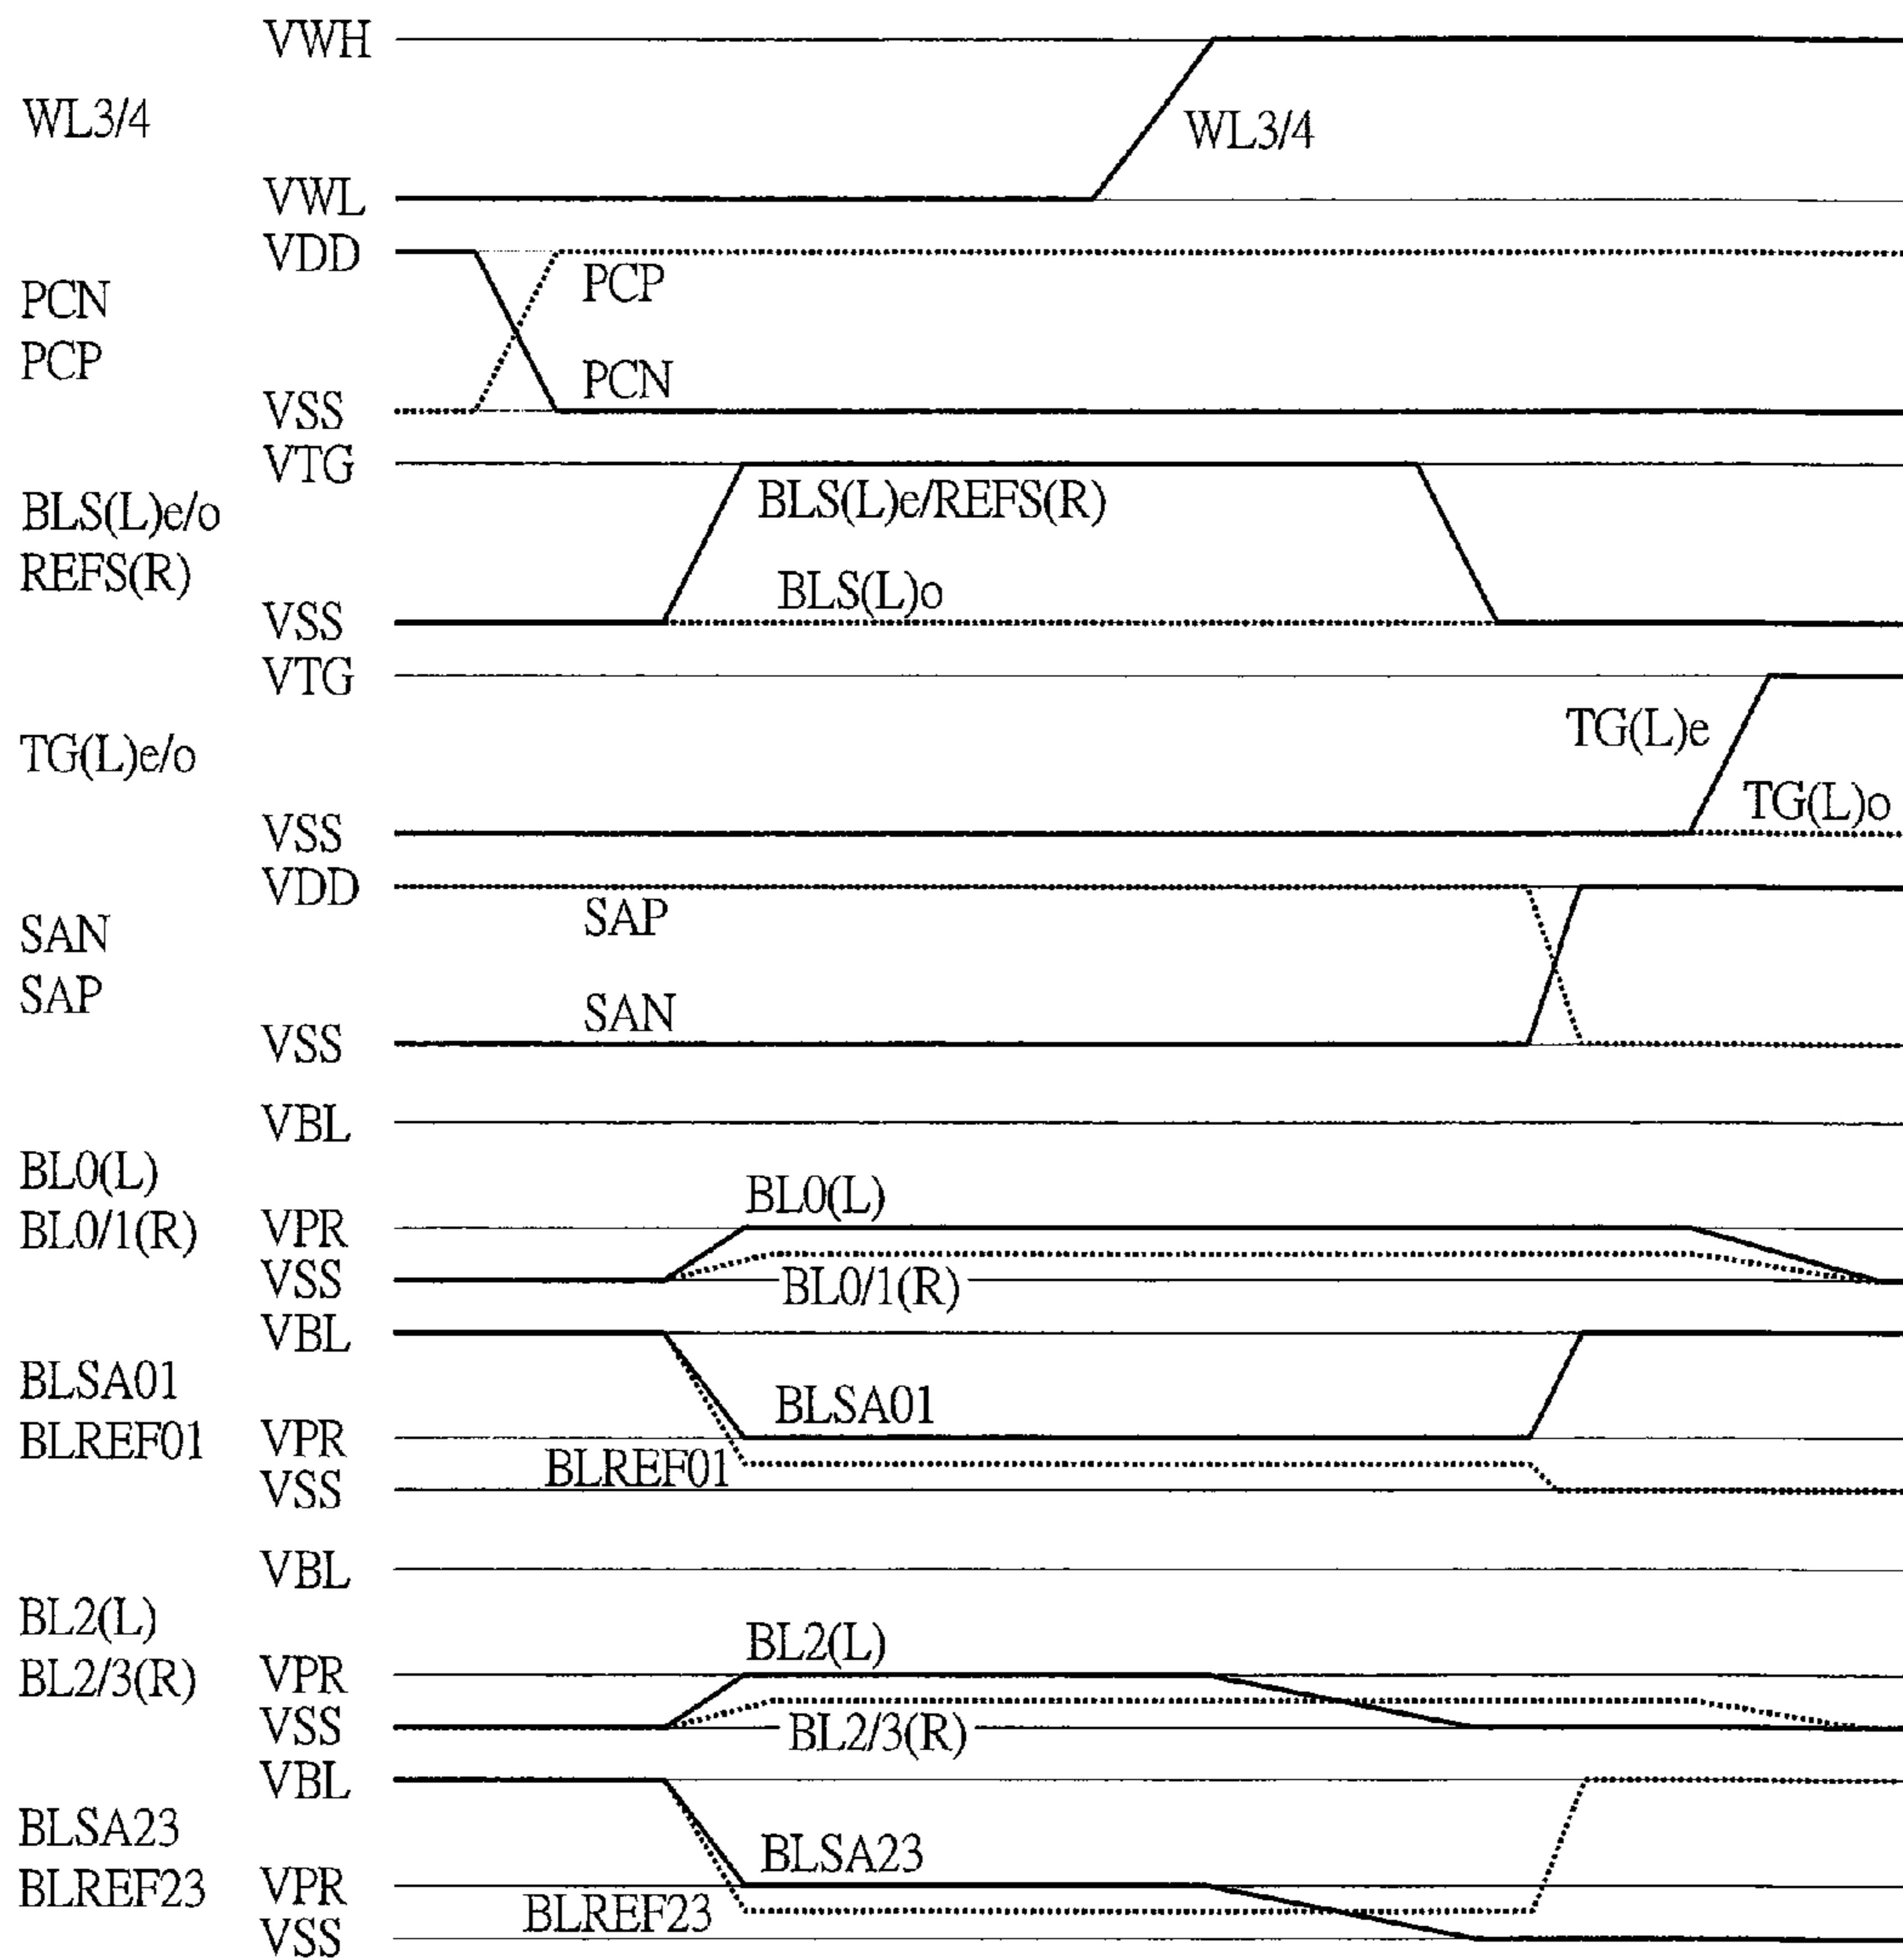 VWH
WL3/4
WL3/4
VWL
VDD
PCN
PCP
PCP
PCN
VSS
VTG
BLS(L)e/o
REFS(R)
BLS(L)e/REFS(R)
BLS(L)o
VSS
VTG
TG(L)e/o
TG(L)e
TG(L)o
VSS
VDD
SAN
SAP
SAP
SAN
VSS
VBL
BL0(L)
BL0/1(R)
BL0(L)
VPR
VSS
BL0/1(R)
VBL
BLSA01
BLREF01
BLSA01
VPR
BLREF01
VSS
VBL
BL2(L)
BL2/3(R)
BL2(L)
VPR
VSS
BL2/3(R)
VBL
BLSA23
BLREF23
BLSA23
VPR
BLREF23
VSS